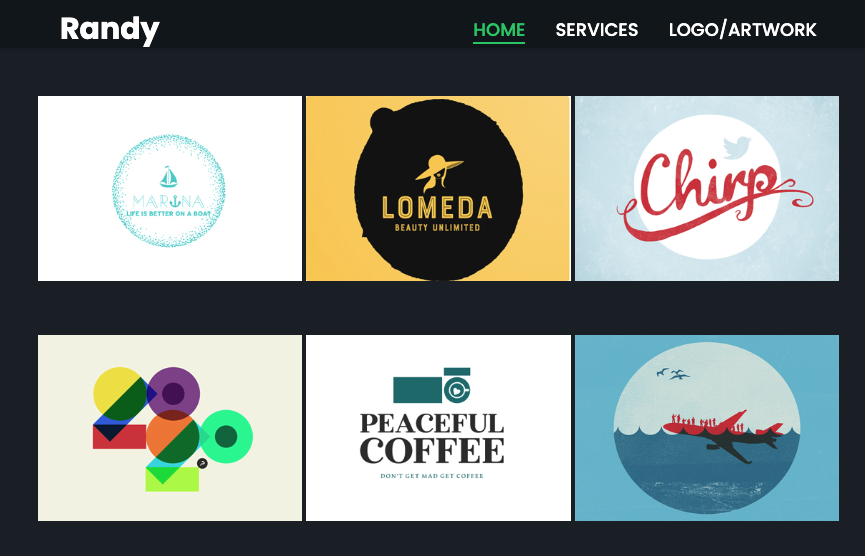 Randy
HOME
SERVICES
LOGO/ARTWORK
MARINA
LIFE IS BETTER ON A BOAT
LOMEDA
BEAUTY UNLIMITED
Chirp
2020
PEACEFUL
COFFEE
DON'T GET MAD GET COFFEE